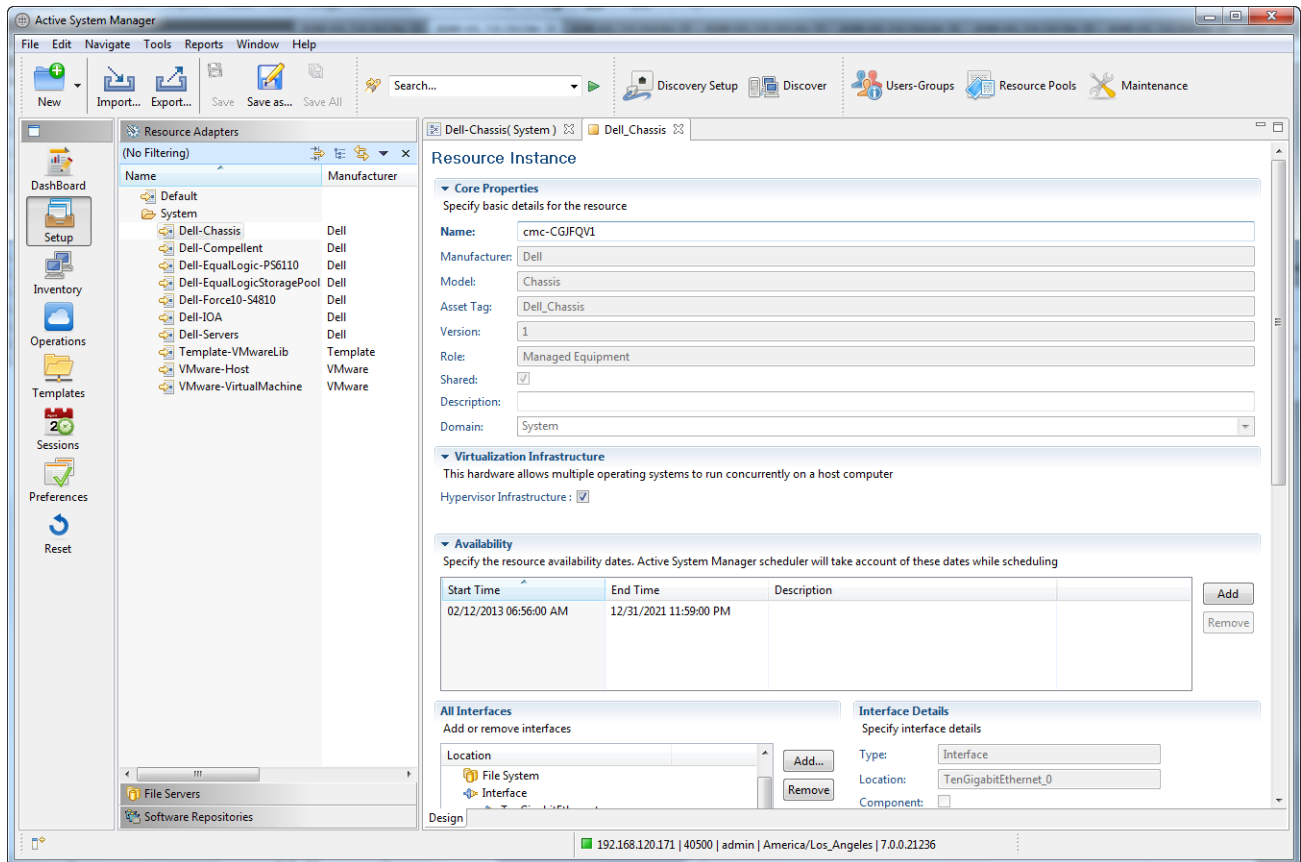 Active System Manager
File Edit Navigate Tools Reports Window Help
New Import... Export... Save Save as... Save All Search... Discovery Setup Discover Users-Groups Resource Pools Maintenance
DashBoard
Setup
Inventory
Operations
Templates
Sessions
Preferences
Reset
Resource Adapters
(No Filtering)
Name Manufacturer
Default
System
Dell-Chassis Dell
Dell-Compellent Dell
Dell-EqualLogic-PS6110 Dell
Dell-EqualLogicStoragePool Dell
Dell-Force10-S4810 Dell
Dell-IOA Dell
Dell-Servers Dell
Template-VMwareLib Template
VMware-Host VMware
VMware-VirtualMachine VMware
File Servers
Software Repositories
Dell-Chassis( System ) Dell_Chassis
Resource Instance
Core Properties
Specify basic details for the resource
Name: cmc-CGJFQV1
Manufacturer: Dell
Model: Chassis
Asset Tag: Dell_Chassis
Version: 1
Role: Managed Equipment
Shared:
Description:
Domain: System
Virtualization Infrastructure
This hardware allows multiple operating systems to run concurrently on a host computer
Hypervisor Infrastructure :
Availability
Specify the resource availability dates. Active System Manager scheduler will take account of these dates while scheduling
Start Time End Time Description
02/12/2013 06:56:00 AM 12/31/2021 11:59:00 PM
Add
Remove
All Interfaces
Add or remove interfaces
Location
File System
Interface
Add...
Remove
Interface Details
Specify interface details
Type: Interface
Location: TenGigabitEthernet_0
Component:
Design
192.168.120.171 | 40500 | admin | America/Los_Angeles | 7.0.0.21236